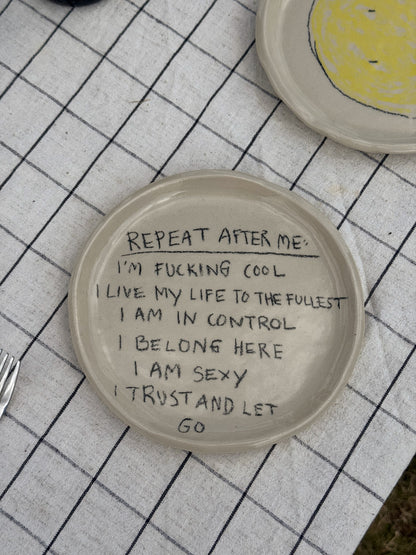 REPEAT AFTER ME:
I'M FUCKING COOL
I LIVE MY LIFE TO THE FULLEST
I AM IN CONTROL
I BELONG HERE
I AM SEXY
I TRUST AND LET
GO